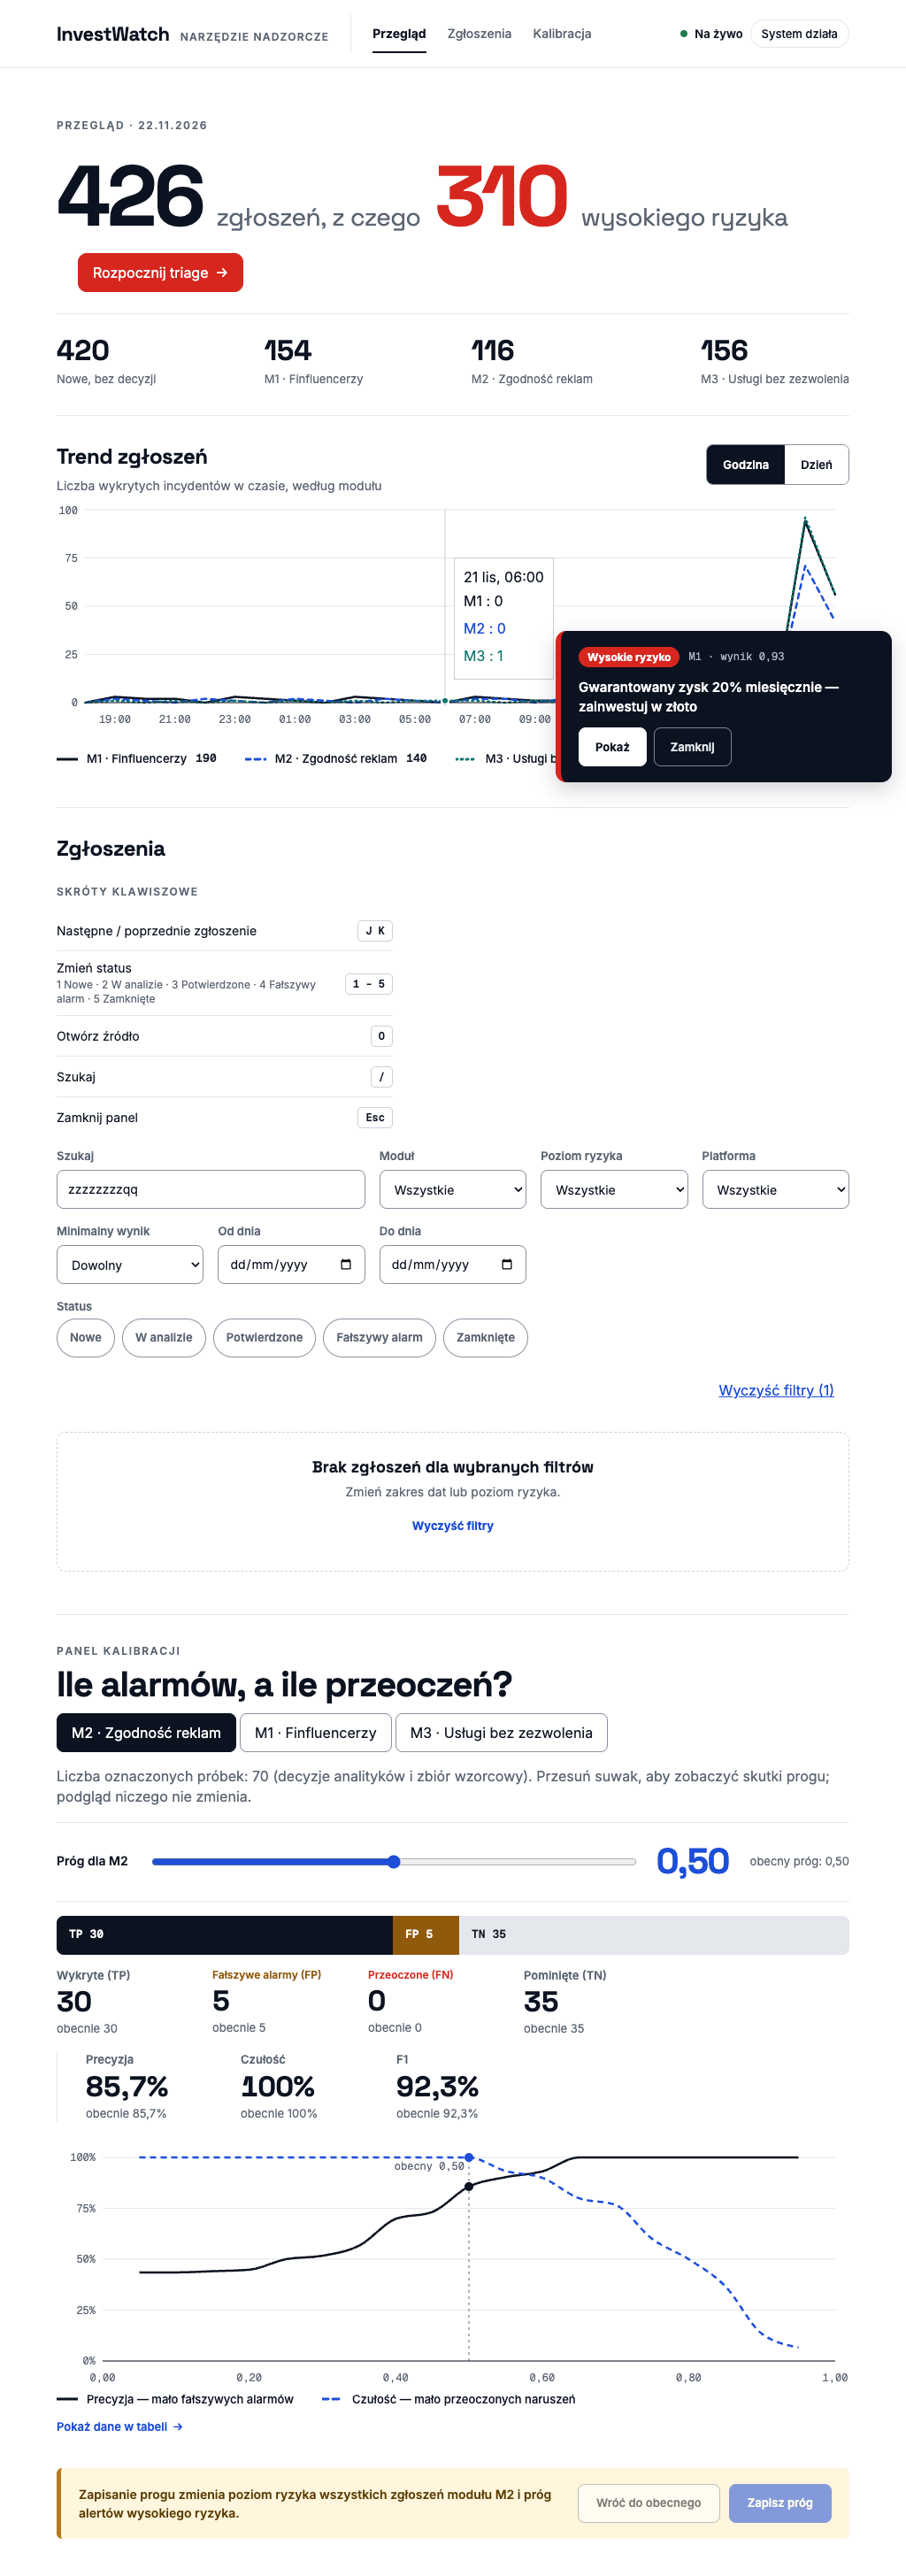 InvestWatch NARZĘDZIE NADZORCZE
Przegląd Zgłoszenia Kalibracja
Na żywo System działa
PRZEGLĄD · 22.11.2026
426 zgłoszeń, z czego 310 wysokiego ryzyka
Rozpocznij triage →
420 154 116 156
Nowe, bez decyzji M1 · Finfluencerzy M2 · Zgodność reklam M3 · Usługi bez zezwolenia
Trend zgłoszeń
Godzina Dzień
Liczba wykrytych incydentów w czasie, według modułu
100
75
50
25
0
21 lis, 06:00
M1 : 0
M2 : 0
M3 : 1
19:00 21:00 23:00 01:00 03:00 05:00 07:00 09:00
M1 · Finfluencerzy 190 M2 · Zgodność reklam 140 M3 · Usługi b
Wysokie ryzyko M1 · wynik 0,93
Gwarantowany zysk 20% miesięcznie —
zainwestuj w złoto
Pokaż Zamknij
Zgłoszenia
SKRÓTY KLAWISZOWE
Następne / poprzednie zgłoszenie J K
Zmień status 1 – 5
1 Nowe · 2 W analizie · 3 Potwierdzone · 4 Fałszywy
alarm · 5 Zamknięte
Otwórz źródło O
Szukaj /
Zamknij panel Esc
Szukaj Moduł Poziom ryzyka Platforma
zzzzzzzzqq Wszystkie Wszystkie Wszystkie
Minimalny wynik Od dnia Do dnia
Dowolny dd/mm/yyyy dd/mm/yyyy
Status
Nowe W analizie Potwierdzone Fałszywy alarm Zamknięte
Wyczyść filtry (1)
Brak zgłoszeń dla wybranych filtrów
Zmień zakres dat lub poziom ryzyka.
Wyczyść filtry
PANEL KALIBRACJI
Ile alarmów, a ile przeoczeń?
M2 · Zgodność reklam M1 · Finfluencerzy M3 · Usługi bez zezwolenia
Liczba oznaczonych próbek: 70 (decyzje analityków i zbiór wzorcowy). Przesuń suwak, aby zobaczyć skutki progu;
podgląd niczego nie zmienia.
Próg dla M2 0,50 obecny próg: 0,50
TP 30 FP 5 TN 35
Wykryte (TP) Fałszywe alarmy (FP) Przeoczone (FN) Pominięte (TN)
30 5 0 35
obecnie 30 obecnie 5 obecnie 0 obecnie 35
Precyzja Czułość F1
85,7% 100% 92,3%
obecnie 85,7% obecnie 100% obecnie 92,3%
100%
obecny 0,50
75%
50%
25%
0%
0,00 0,20 0,40 0,60 0,80 1,00
Precyzja — mało fałszywych alarmów Czułość — mało przeoczonych naruszeń
Pokaż dane w tabeli →
Zapisanie progu zmienia poziom ryzyka wszystkich zgłoszeń modułu M2 i próg
alertów wysokiego ryzyka.
Wróć do obecnego Zapisz próg